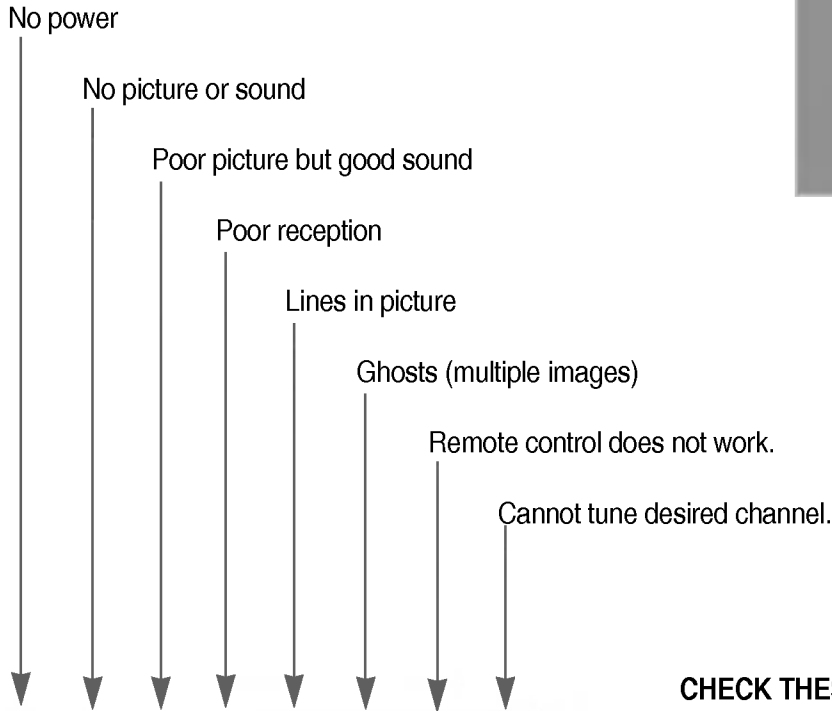 No power
No picture or sound
Poor picture but good sound
Poor reception
Lines in picture
Ghosts (multiple images)
Remote control does not work.
Cannot tune desired channel.
CHECK